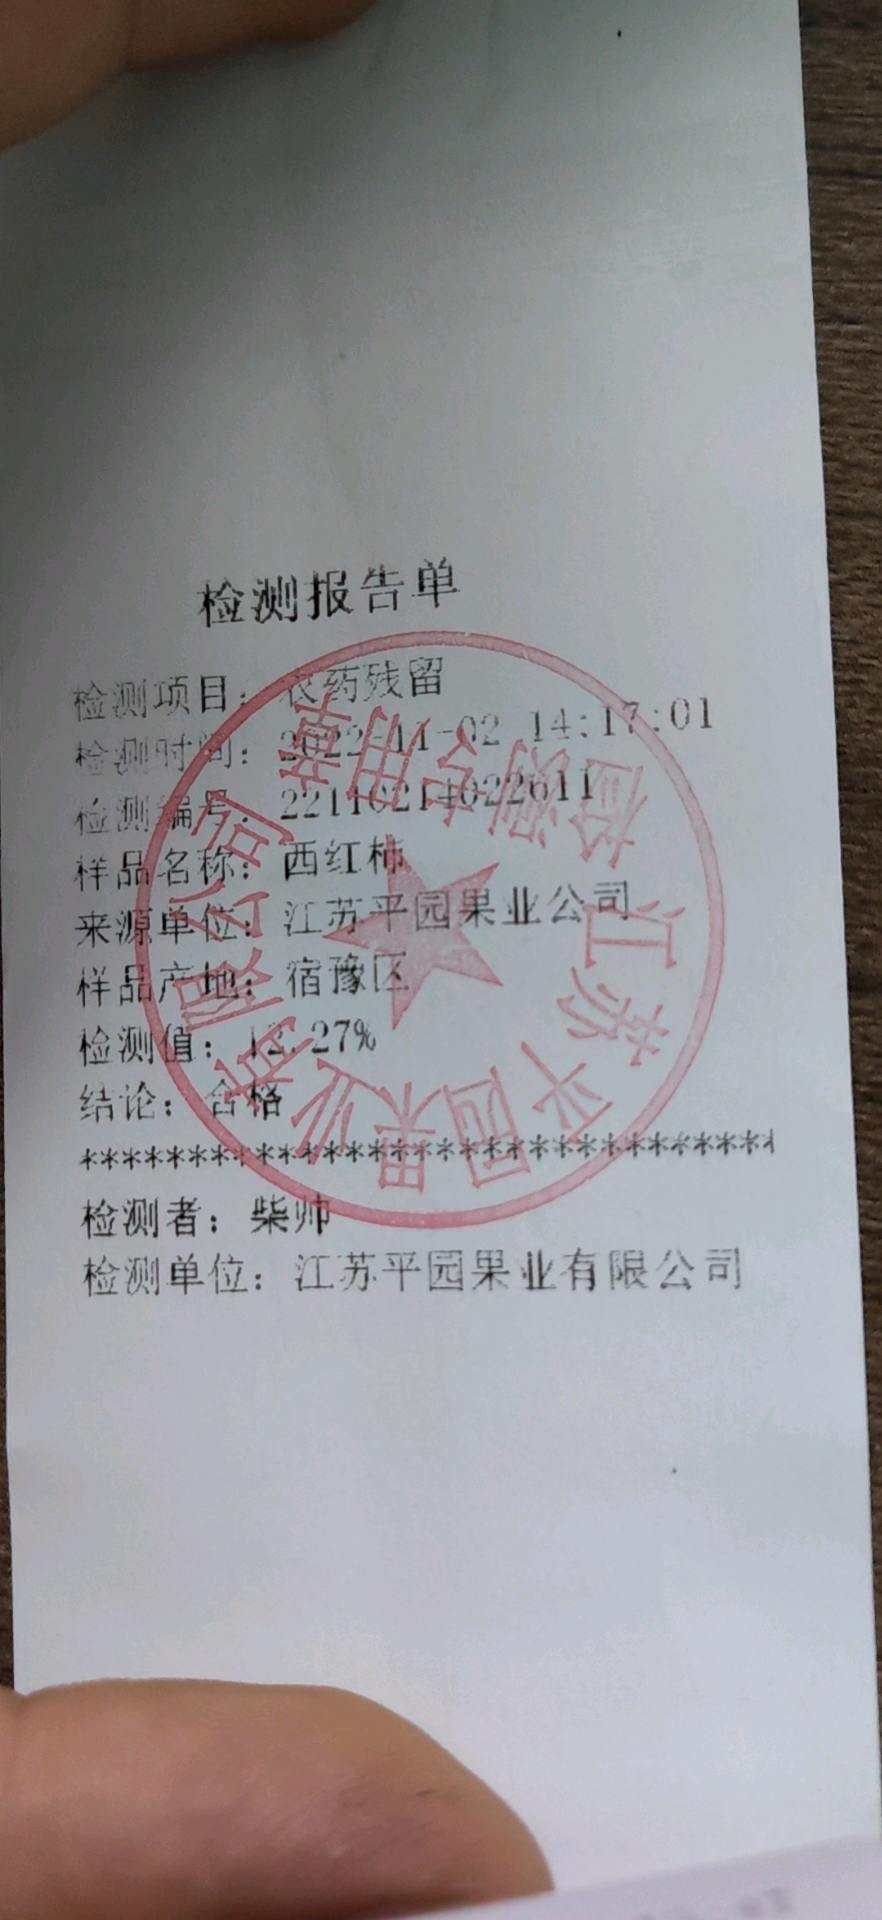 检测报告单
检测项目：农药残留
检测时间：2022-11-02 14:17:01
检测编号：22110214022611
样品名称：西红柿
来源单位：江苏平园果业公司
样品产地：宿豫区
检测值：12.27%
结论：合格
********************************
检测者：柴帅
检测单位：江苏平园果业有限公司
江苏平园果业有限公司
检测专用章